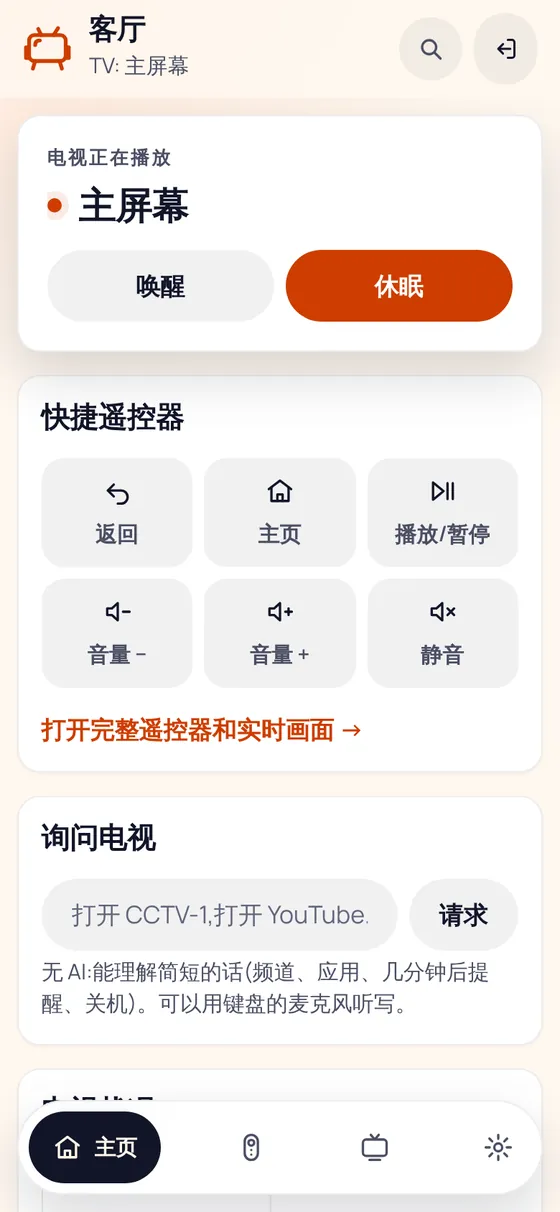 客厅
TV: 主屏幕
电视正在播放
主屏幕
唤醒
休眠
快捷遥控器
返回
主页
播放/暂停
音量 −
音量 +
静音
打开完整遥控器和实时画面 →
询问电视
打开 CCTV-1,打开 YouTube.
请求
无 AI:能理解简短的话(频道、应用、几分钟后提
醒、关机)。可以用键盘的麦克风听写。
主页